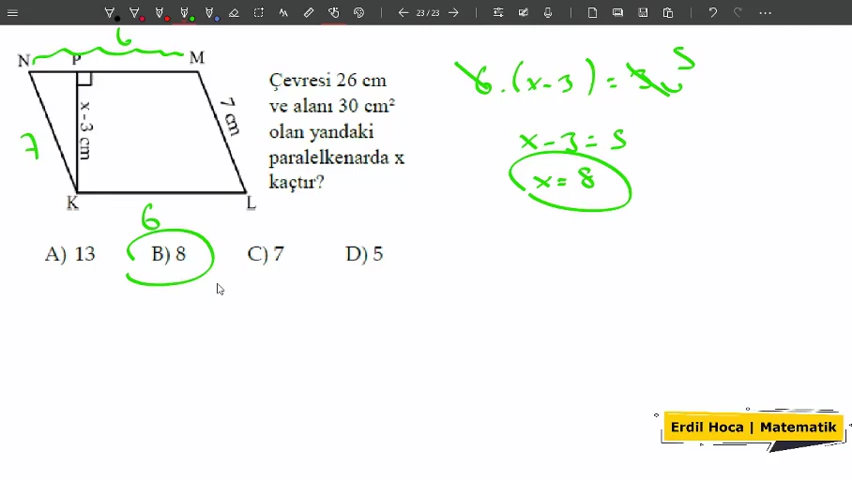 23/23
6
N P M
x-3 cm
7 cm
7
K L
6
Çevresi 26 cm
ve alanı 30 cm²
olan yandaki
paralelkenarda x
kaçtır?
6.(x-3) = 30 5
x-3=5
x=8
A) 13 B) 8 C) 7 D) 5
Erdil Hoca | Matematik